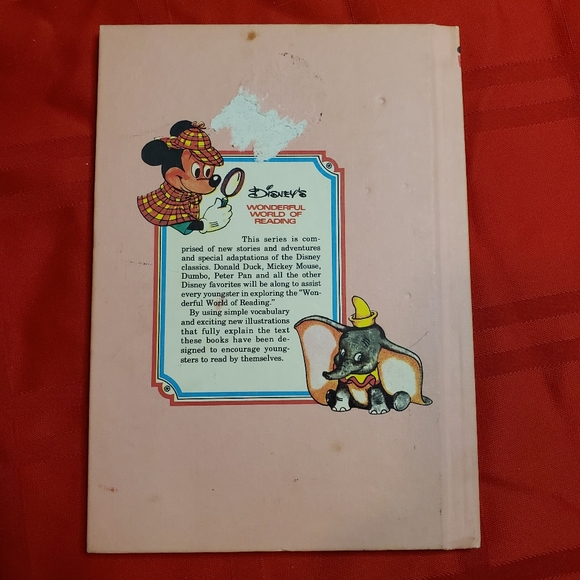 Disney's
WONDERFUL
WORLD OF
READING
This series is com-
prised of new stories and adventures
and special adaptations of the Disney
classics. Donald Duck, Mickey Mouse,
Dumbo, Peter Pan and all the other
Disney favorites will be along to assist
every youngster in exploring the "Won-
derful World of Reading."
By using simple vocabulary
and exciting new illustrations
that fully explain the text
these books have been de-
signed to encourage young-
sters to read by themselves.